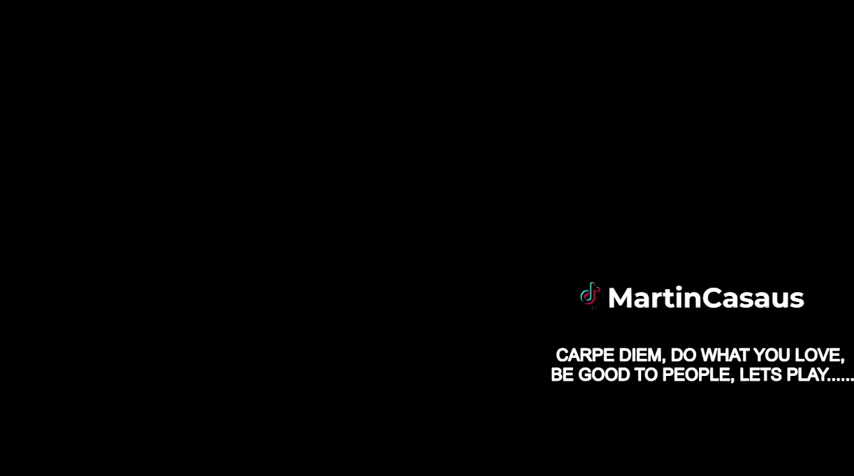 MartinCasaus
CARPE DIEM, DO WHAT YOU LOVE,
BE GOOD TO PEOPLE, LETS PLAY......